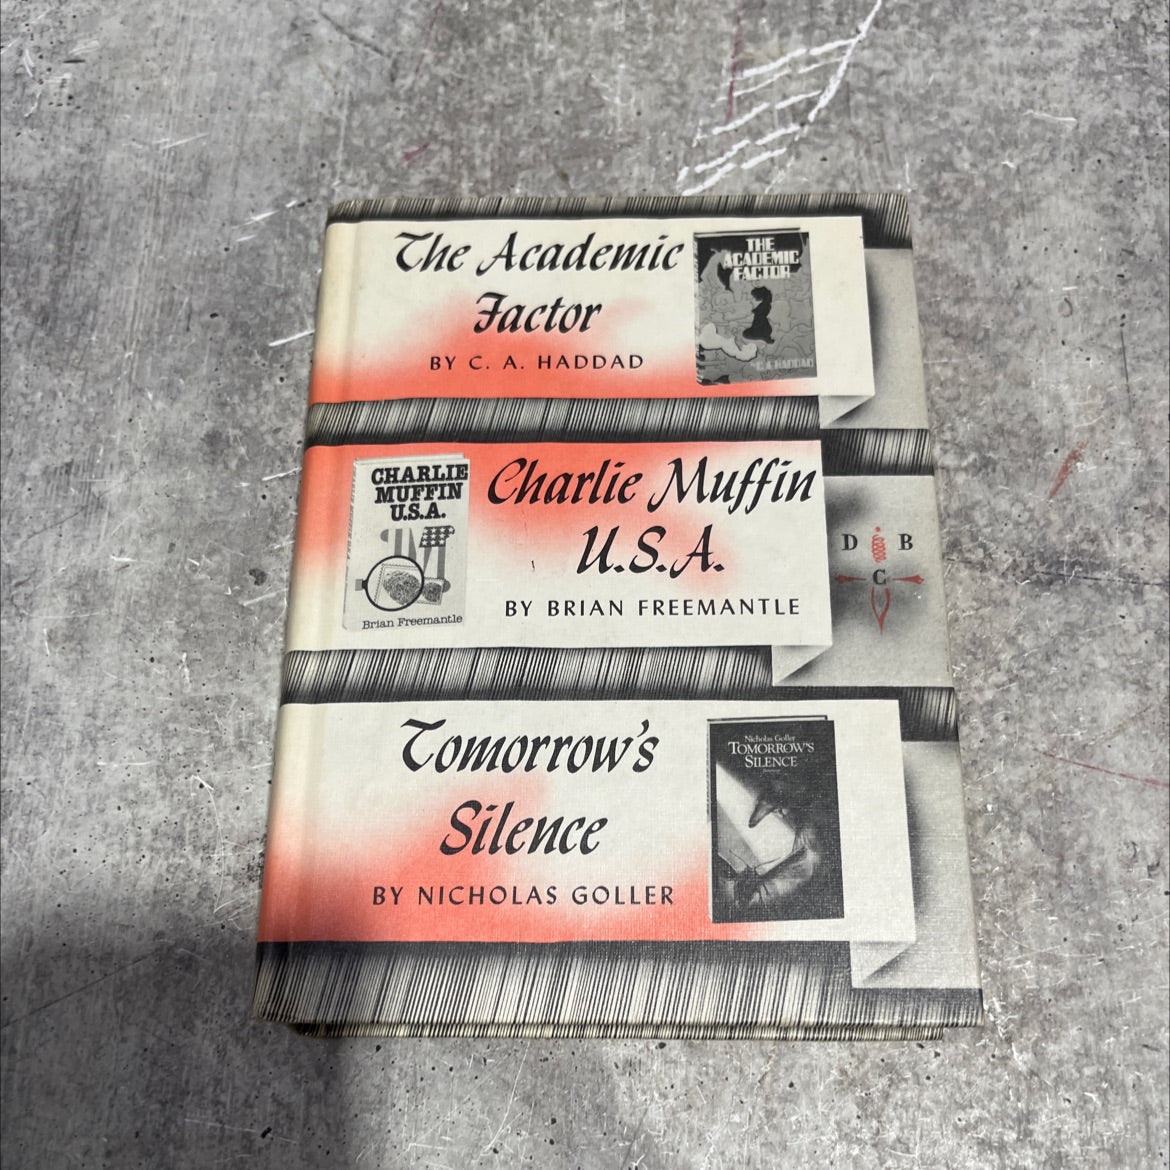 The Academic
Factor
BY C. A. HADDAD
THE
ACADEMIC
FACTOR
C.A. HADDAD
CHARLIE
MUFFIN
U.S.A.
Brian Freemantle
Charlie Muffin
U.S.A.
BY BRIAN FREEMANTLE
D B
C
Tomorrow's
Silence
BY NICHOLAS GOLLER
Nicholas Goller
TOMORROW'S
SILENCE